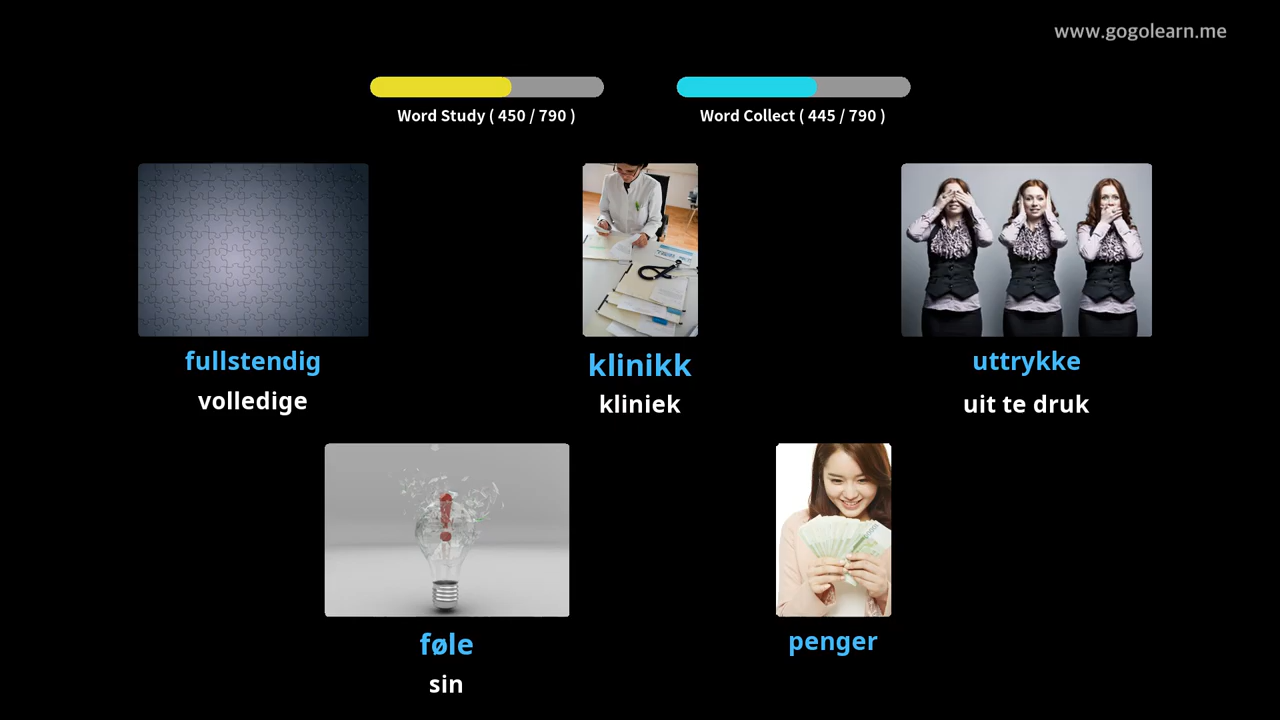 www.gogolearn.me
Word Study ( 450 / 790 )
Word Collect ( 445 / 790 )
fullstendig
volledige
klinikk
kliniek
uttrykke
uit te druk
føle
sin
penger